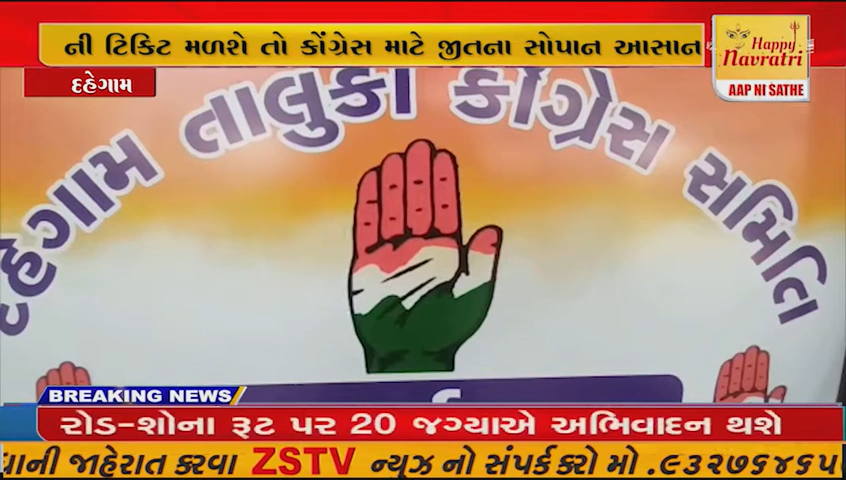 ની ટિકિટ મળશે તો કોંગ્રેસ માટે જીતના સોપાન આસાન
Happy
Navratri
AAP NI SATHE
દહેગામ
દહેગામ તાલુકા કોંગ્રેસ સમિતિ
BREAKING NEWS
રોડ-શોના રૂટ પર 20 જગ્યાએ અભિવાદન થશે
જાહેરાત કરવા ZSTV ન્યૂઝ નો સંપર્ક કરો મો .૯૩૨૭૬૪૬૫